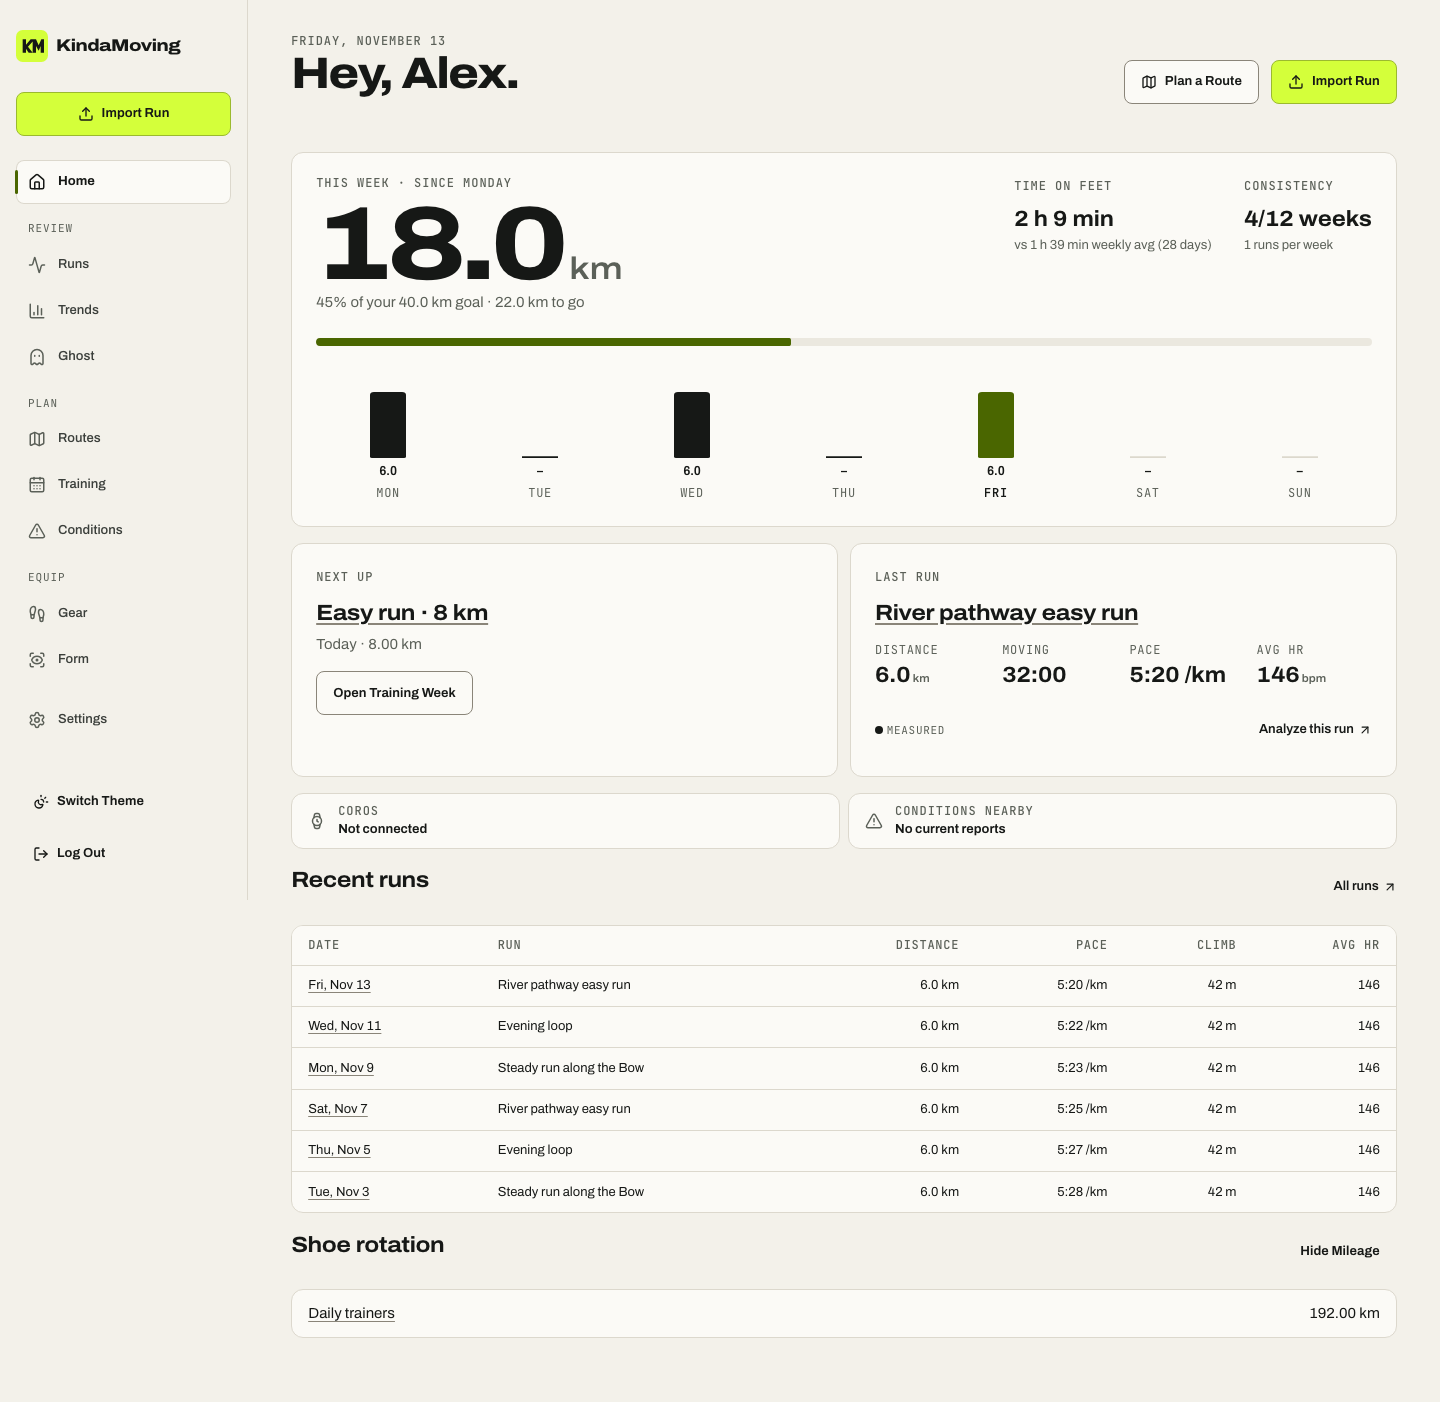 KM KindaMoving
Import Run
Home
REVIEW
Runs
Trends
Ghost
PLAN
Routes
Training
Conditions
EQUIP
Gear
Form
Settings
Switch Theme
Log Out
FRIDAY, NOVEMBER 13
Hey, Alex.
Plan a Route
Import Run
THIS WEEK · SINCE MONDAY
18.0 km
45% of your 40.0 km goal · 22.0 km to go
TIME ON FEET
2 h 9 min
vs 1 h 39 min weekly avg (28 days)
CONSISTENCY
4/12 weeks
1 runs per week
6.0 – 6.0 – 6.0 – –
MON TUE WED THU FRI SAT SUN
NEXT UP
Easy run · 8 km
Today · 8.00 km
Open Training Week
LAST RUN
River pathway easy run
DISTANCE MOVING PACE AVG HR
6.0 km 32:00 5:20 /km 146 bpm
MEASURED
Analyze this run
COROS
Not connected
CONDITIONS NEARBY
No current reports
Recent runs
All runs
DATE RUN DISTANCE PACE CLIMB AVG HR
Fri, Nov 13 River pathway easy run 6.0 km 5:20 /km 42 m 146
Wed, Nov 11 Evening loop 6.0 km 5:22 /km 42 m 146
Mon, Nov 9 Steady run along the Bow 6.0 km 5:23 /km 42 m 146
Sat, Nov 7 River pathway easy run 6.0 km 5:25 /km 42 m 146
Thu, Nov 5 Evening loop 6.0 km 5:27 /km 42 m 146
Tue, Nov 3 Steady run along the Bow 6.0 km 5:28 /km 42 m 146
Shoe rotation
Hide Mileage
Daily trainers 192.00 km